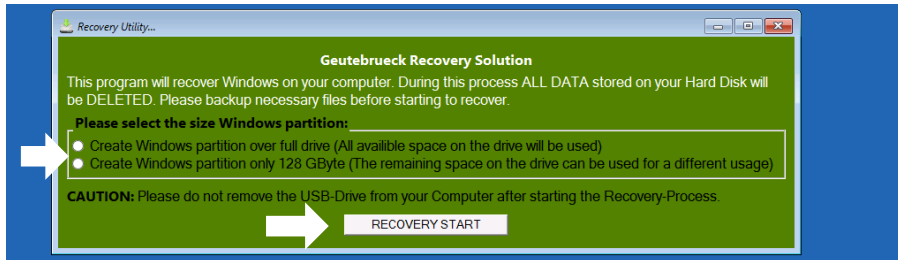 Recovery Utility...
Geutebrueck Recovery Solution
This program will recover Windows on your computer. During this process ALL DATA stored on your Hard Disk will
be DELETED. Please backup necessary files before starting to recover.
Please select the size Windows partition:
Create Windows partition over full drive (All availible space on the drive will be used)
Create Windows partition only 128 GByte (The remaining space on the drive can be used for a different usage)
CAUTION: Please do not remove the USB-Drive from your Computer after starting the Recovery-Process.
RECOVERY START